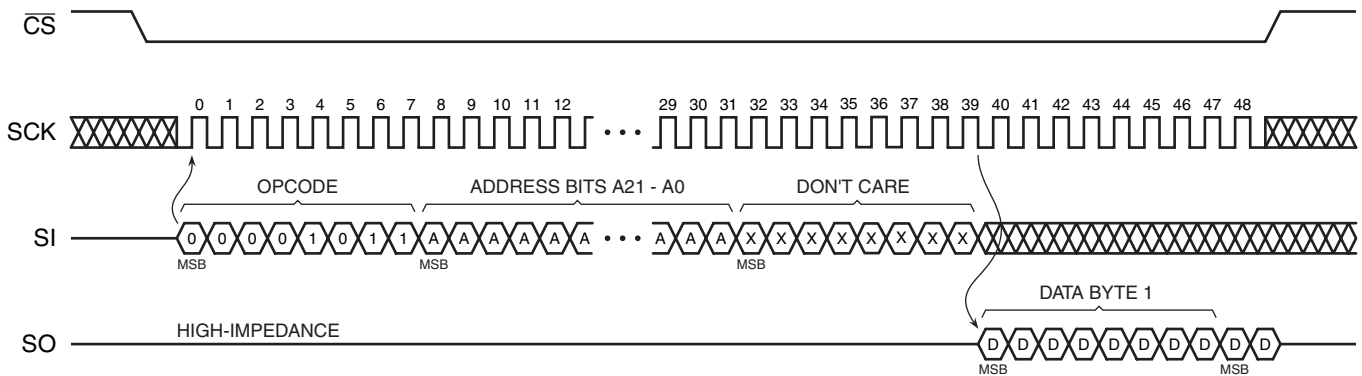 CS
0 1 2 3 4 5 6 7 8 9 10 11 12 29 30 31 32 33 34 35 36 37 38 39 40 41 42 43 44 45 46 47 48
SCK •••
OPCODE ADDRESS BITS A21 - A0 DON'T CARE
SI 0 0 0 0 1 0 1 1 A A A A A A ••• A A A X X X X X X X X
MSB MSB MSB
DATA BYTE 1
HIGH-IMPEDANCE
SO D D D D D D D D D D
MSB MSB